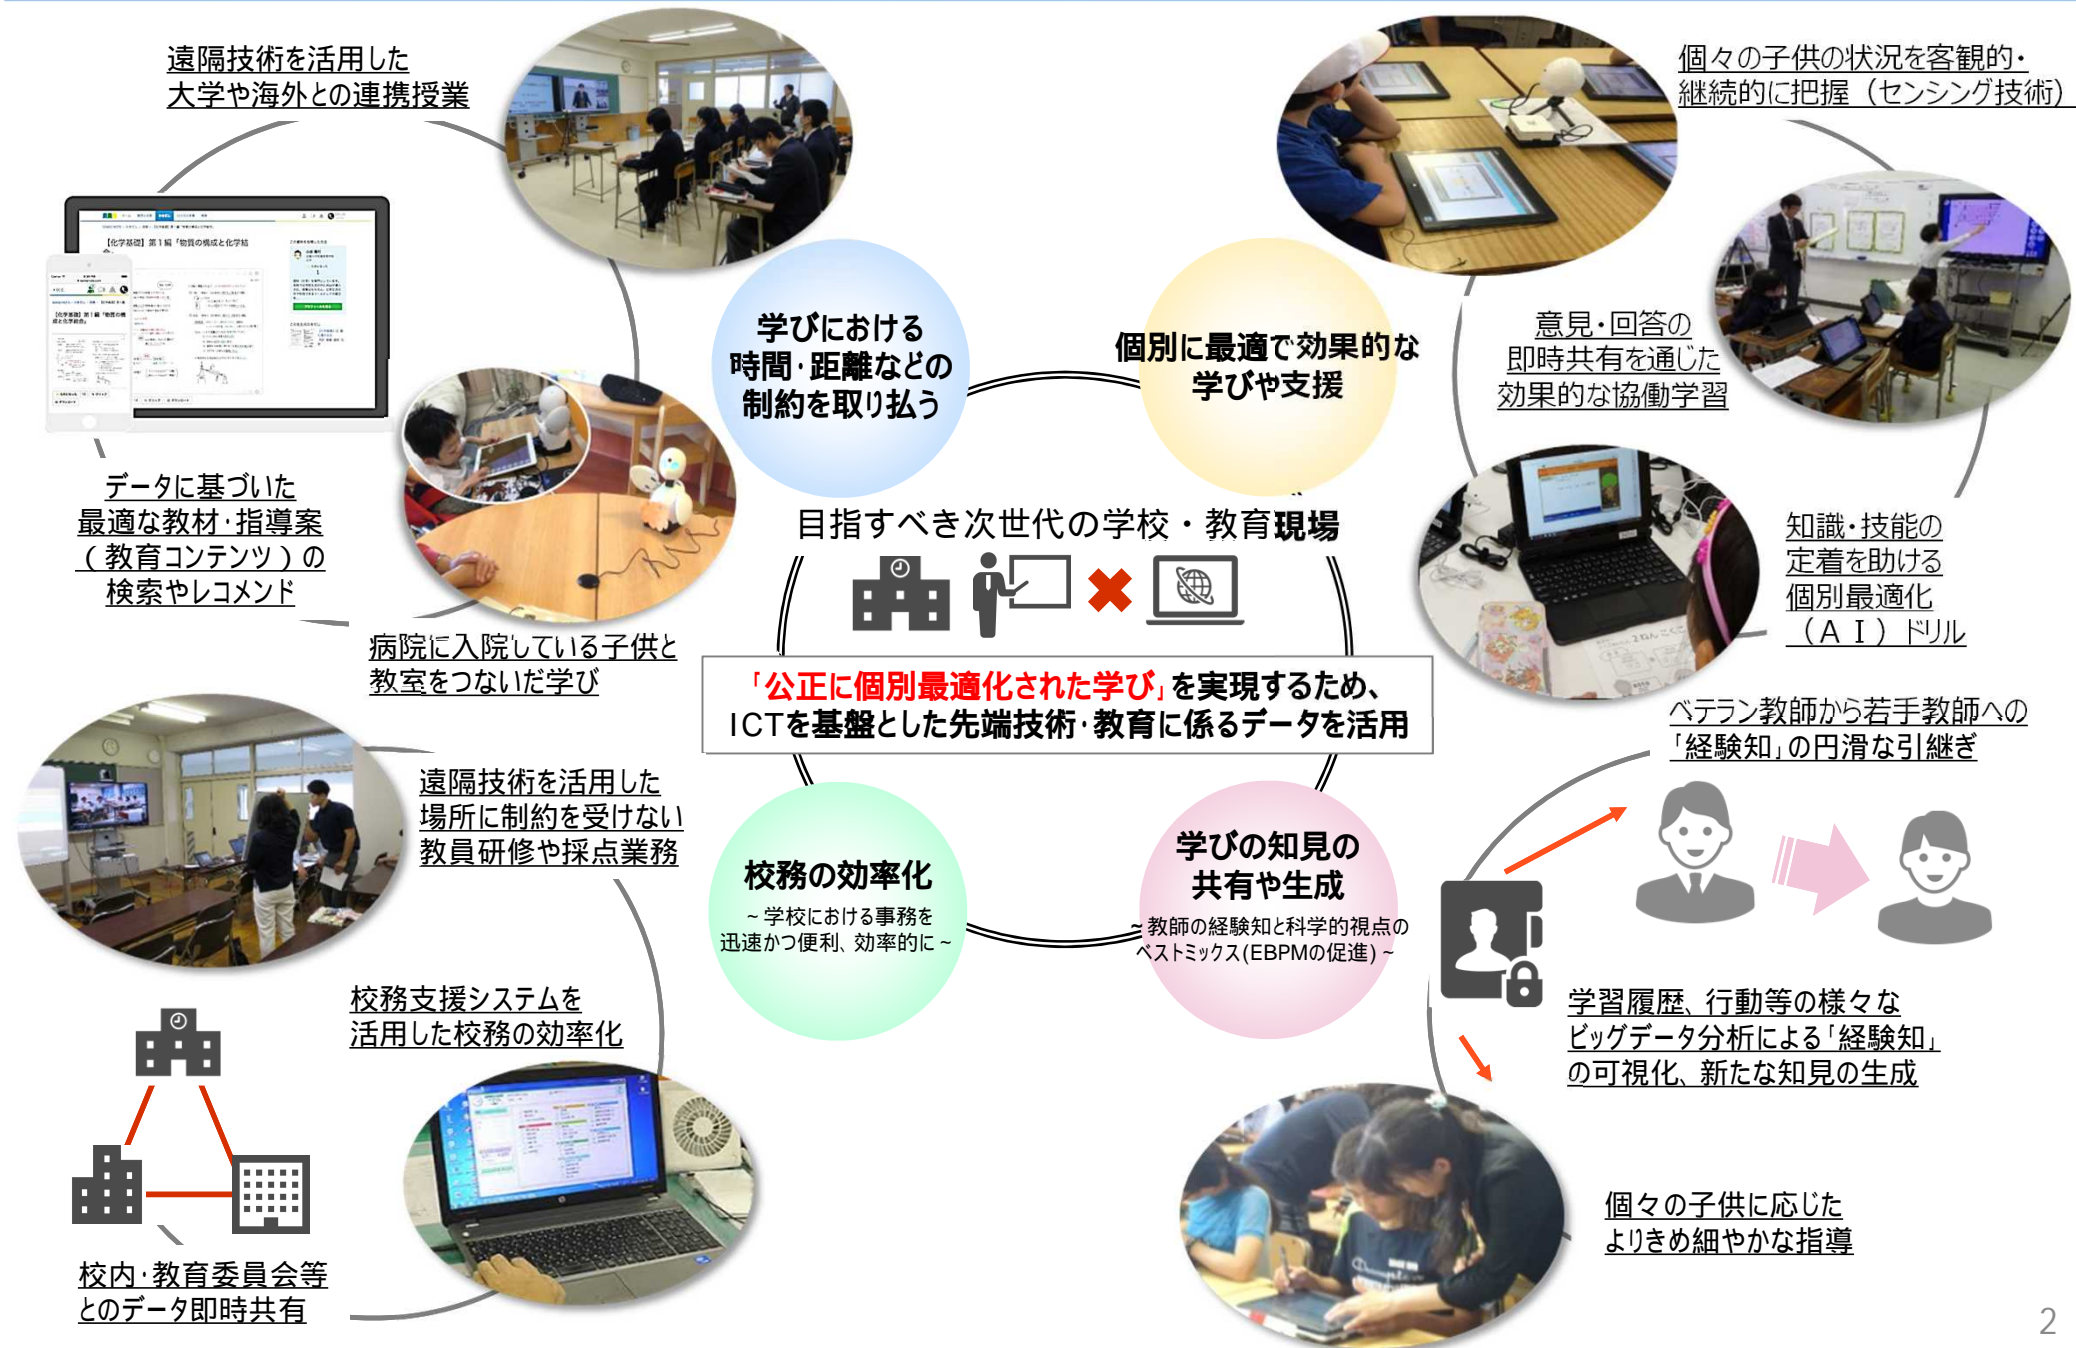 遠隔技術を活用した
大学や海外との連携授業
【化学基礎】第1編「物質の構成と化学結
データに基づいた
最適な教材・指導案
(教育コンテンツ)の
検索やレコメンド
病院に入院している子供と
教室をつないだ学び
学びにおける
時間・距離などの
制約を取り払う
個別に最適で効果的な
学びや支援
個々の子供の状況を客観的・
継続的に把握(センシング技術)
意見・回答の
即時共有を通じた
効果的な協働学習
知識・技能の
定着を助ける
個別最適化
(AI)ドリル
目指すべき次世代の学校・教育現場
「公正に個別最適化された学び」を実現するため、
ICTを基盤とした先端技術・教育に係るデータを活用
遠隔技術を活用した
場所に制約を受けない
教員研修や採点業務
校務支援システムを
活用した校務の効率化
校内・教育委員会等
とのデータ即時共有
校務の効率化
~学校における事務を
迅速かつ便利、効率的に~
学びの知見の
共有や生成
~教師の経験知と科学的視点の
ベストミックス(EBPMの促進)~
ベテラン教師から若手教師への
「経験知」の円滑な引継ぎ
学習履歴、行動等の様々な
ビッグデータ分析による「経験知」
の可視化、新たな知見の生成
個々の子供に応じた
よりきめ細やかな指導
2